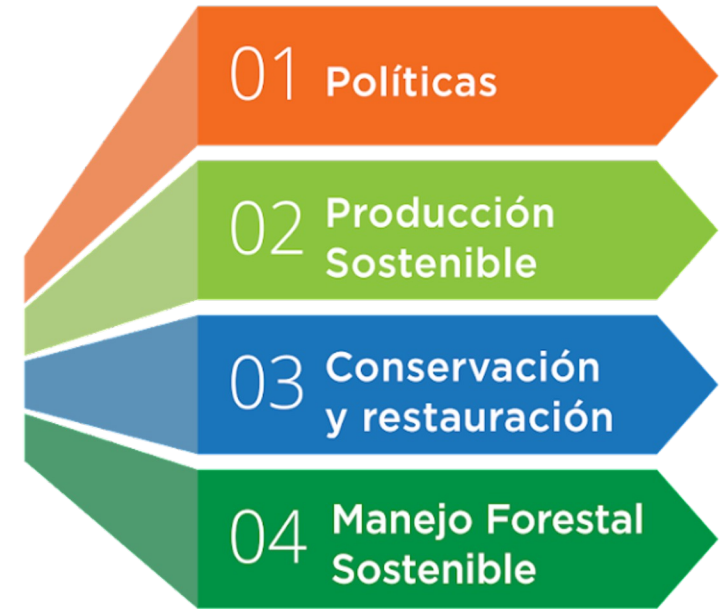 01 Políticas
02 Producción
Sostenible
03 Conservación
y restauración
04 Manejo Forestal
Sostenible